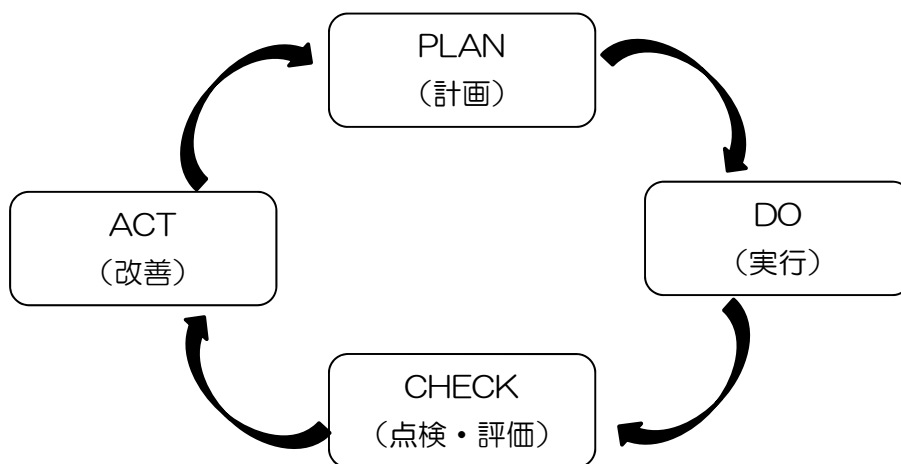 PLAN
（計画）
DO
（実行）
CHECK
（点検・評価）
ACT
（改善）